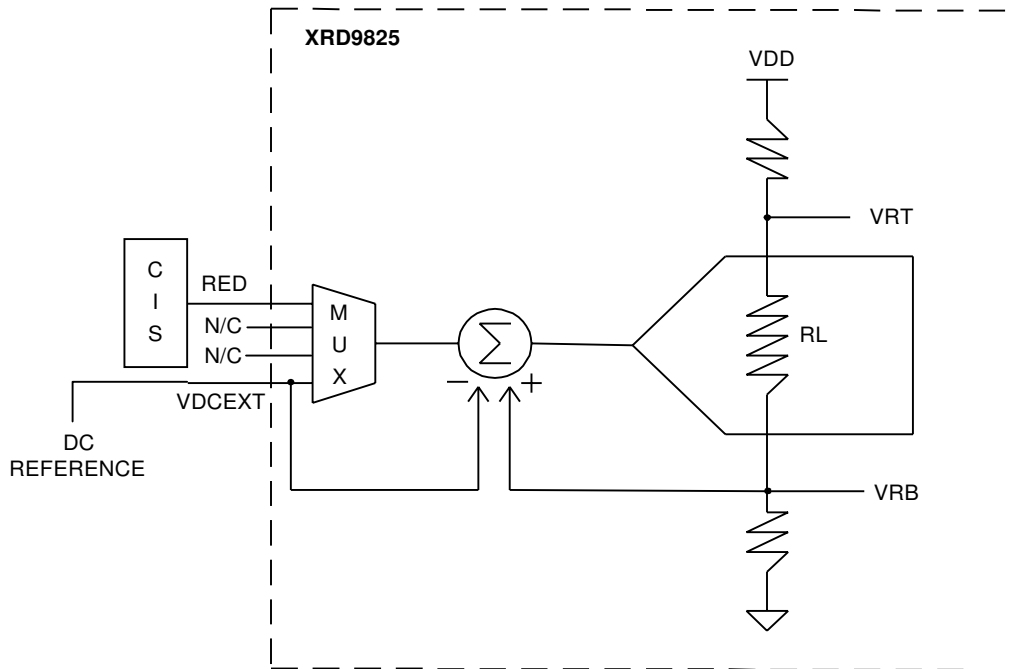 XRD9825
VDD
VRT
C
I
S
RED
N/C
N/C
M
U
X
Σ
RL
VDCEXT
− +
DC
REFERENCE
VRB